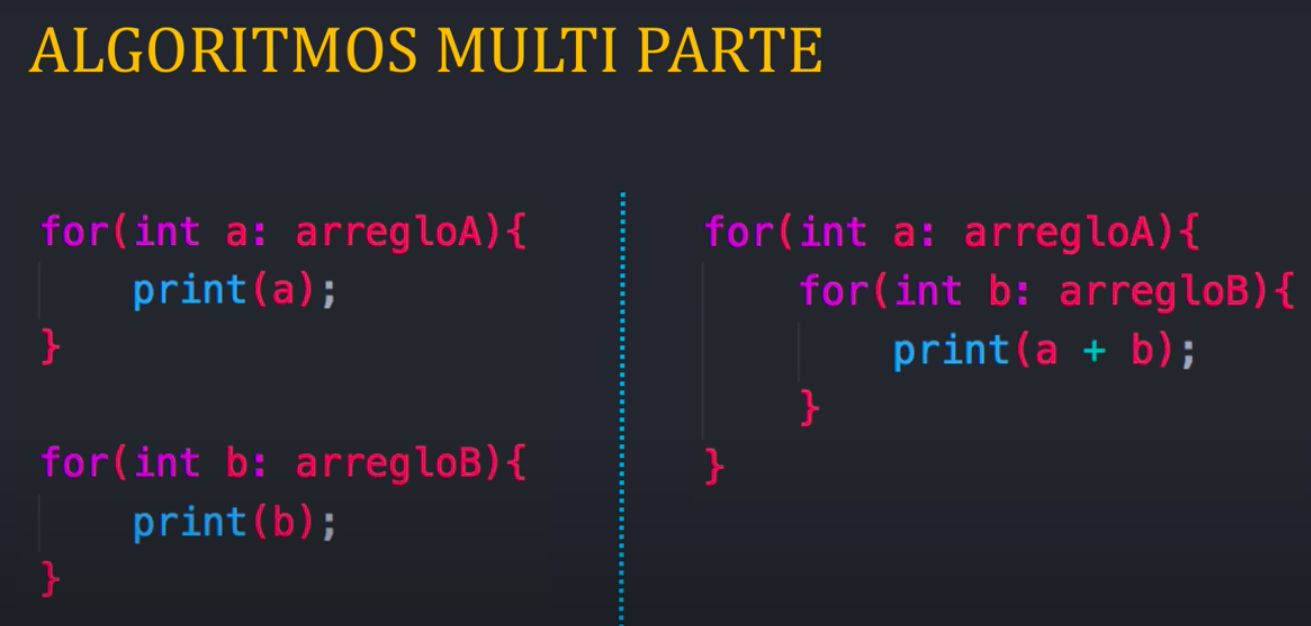 ALGORITMOS MULTI PARTE
for(int a: arregloA){
    print(a);
}
for(int b: arregloB){
    print(b);
}
for(int a: arregloA){
    for(int b: arregloB){
        print(a + b);
    }
}